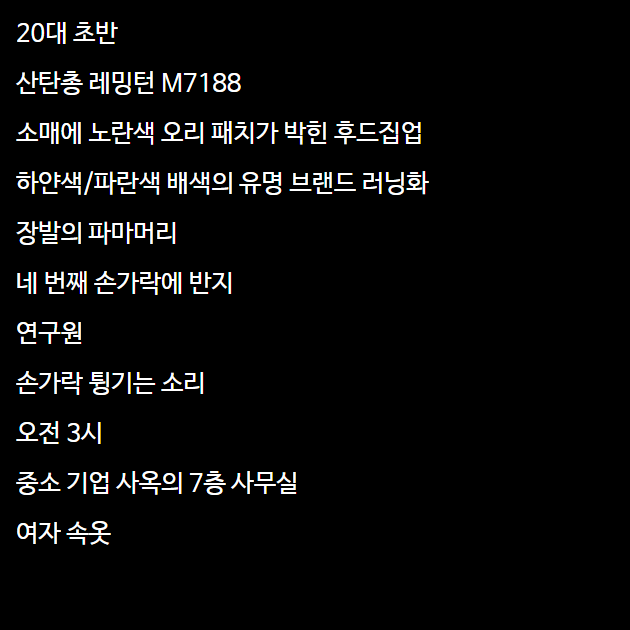 20대 초반
산탄총 레밍턴 M7188
소매에 노란색 오리 패치가 박힌 후드집업
하얀색/파란색 배색의 유명 브랜드 러닝화
장발의 파마머리
네 번째 손가락에 반지
연구원
손가락 튕기는 소리
오전 3시
중소 기업 사옥의 7층 사무실
여자 속옷